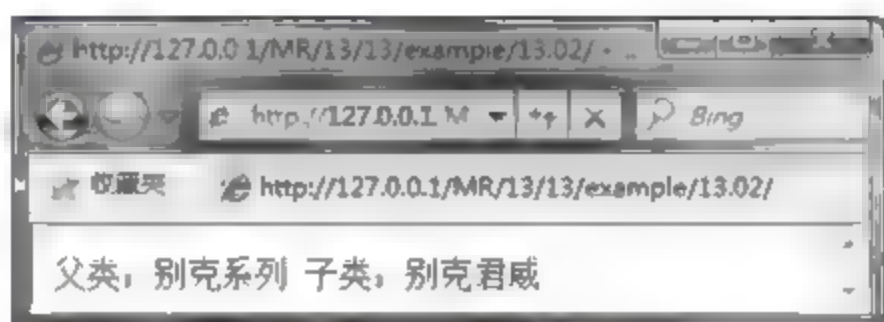 http://127.0.0.1/MR/13/13/example/13.02/ -
http://127.0.0.1 M Bing
收藏夹 http://127.0.0.1/MR/13/13/example/13.02/
父类，别克系列 子类，别克君威